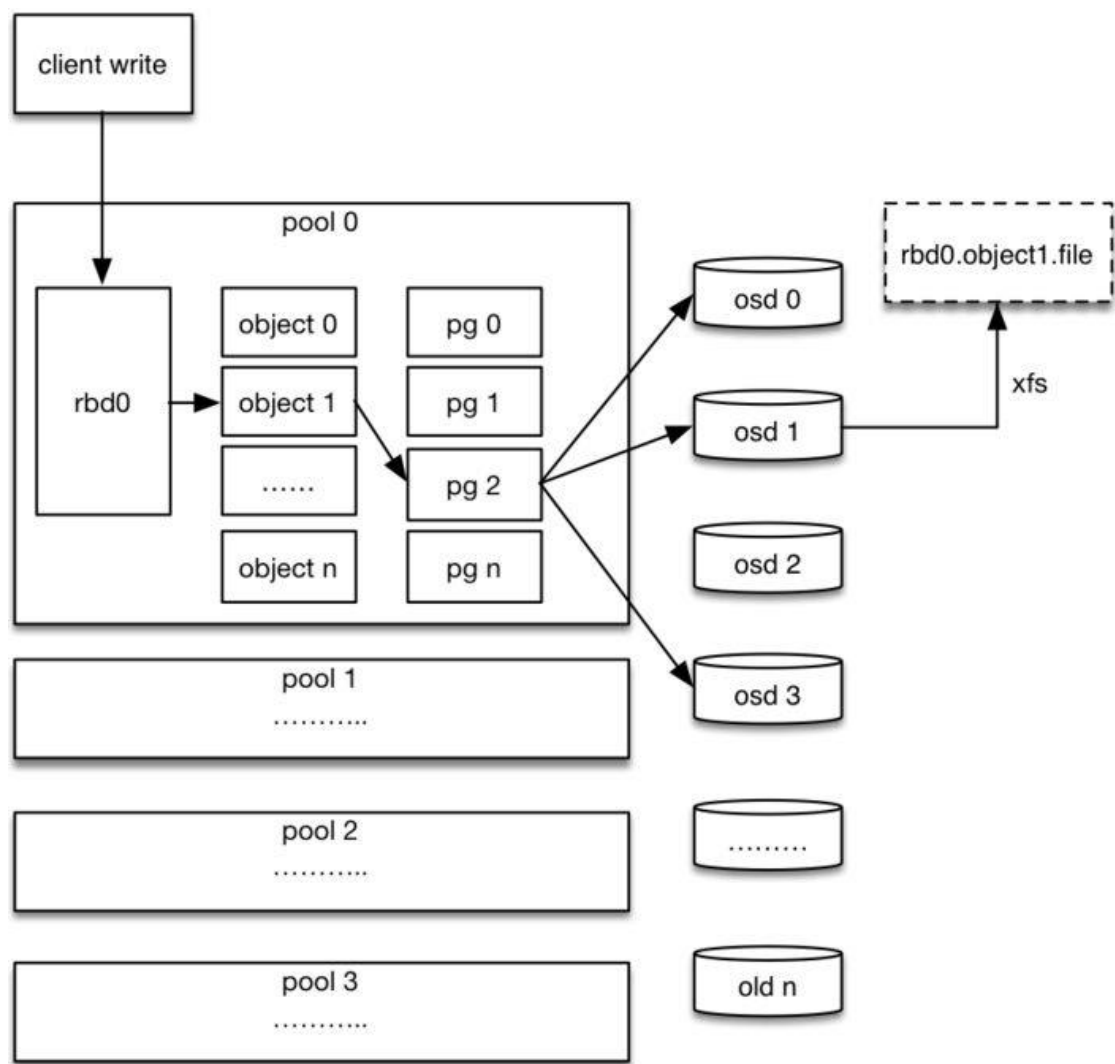 client write
pool 0
rbd0
object 0
object 1
......
object n
pg 0
pg 1
pg 2
pg n
osd 0
osd 1
osd 2
osd 3
.........
old n
xfs
rbd0.object1.file
pool 1
...........
pool 2
...........
pool 3
...........